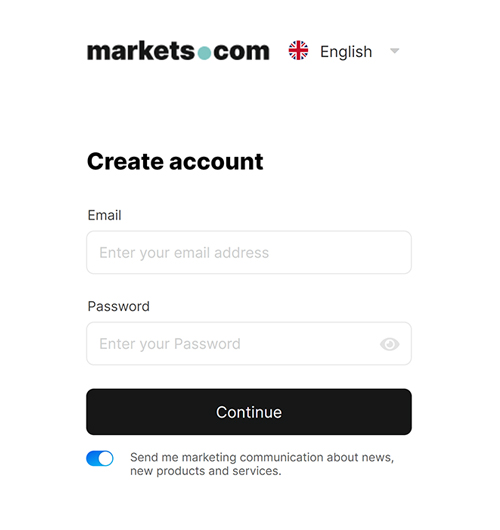 markets.com
English
Create account
Email
Enter your email address
Password
Enter your Password
Continue
Send me marketing communication about news,
new products and services.